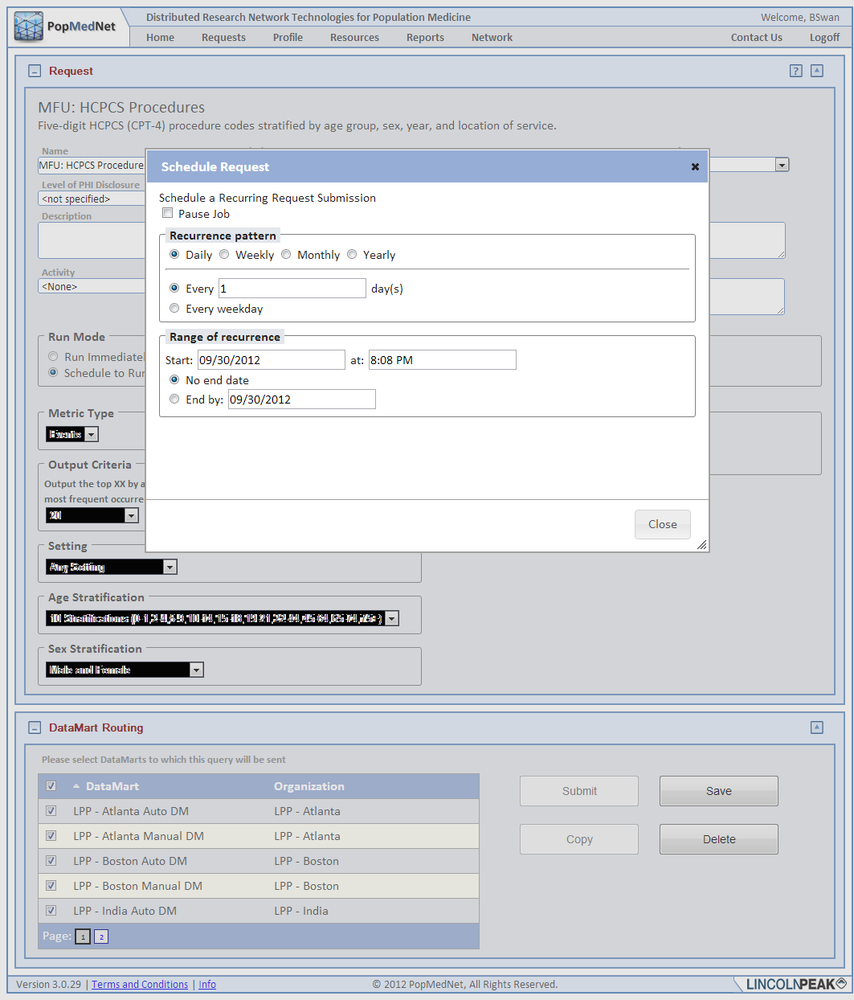 PopMedNet
Distributed Research Network Technologies for Population Medicine
Welcome, BSwan
Home Requests Profile Resources Reports Network Contact Us Logoff
Request
?
MFU: HCPCS Procedures
Five-digit HCPCS (CPT-4) procedure codes stratified by age group, sex, year, and location of service.
Name
MFU: HCPCS Procedures
Level of PHI Disclosure
<not specified>
Description
Activity
<None>
Run Mode
Run Immediatel
Schedule to Run
Metric Type
Events
Output Criteria
Output the top XX by a
most frequent occurre
20
Setting
Any Setting
Age Stratification
10 Stratifications (0-1,2-4,5-9,10-14,15-18,19-21,22-44,45-64,65-74,75+)
Sex Stratification
Male and Female
Schedule Request
Schedule a Recurring Request Submission
Pause Job
Recurrence pattern
Daily Weekly Monthly Yearly
Every 1 day(s)
Every weekday
Range of recurrence
Start: 09/30/2012 at: 8:08 PM
No end date
End by: 09/30/2012
Close
DataMart Routing
Please select DataMarts to which this query will be sent
DataMart Organization
LPP - Atlanta Auto DM LPP - Atlanta
LPP - Atlanta Manual DM LPP - Atlanta
LPP - Boston Auto DM LPP - Boston
LPP - Boston Manual DM LPP - Boston
LPP - India Auto DM LPP - India
Page: 1 2
Submit Save
Copy Delete
Version 3.0.29 | Terms and Conditions | Info
© 2012 PopMedNet, All Rights Reserved.
LINCOLNPEAK